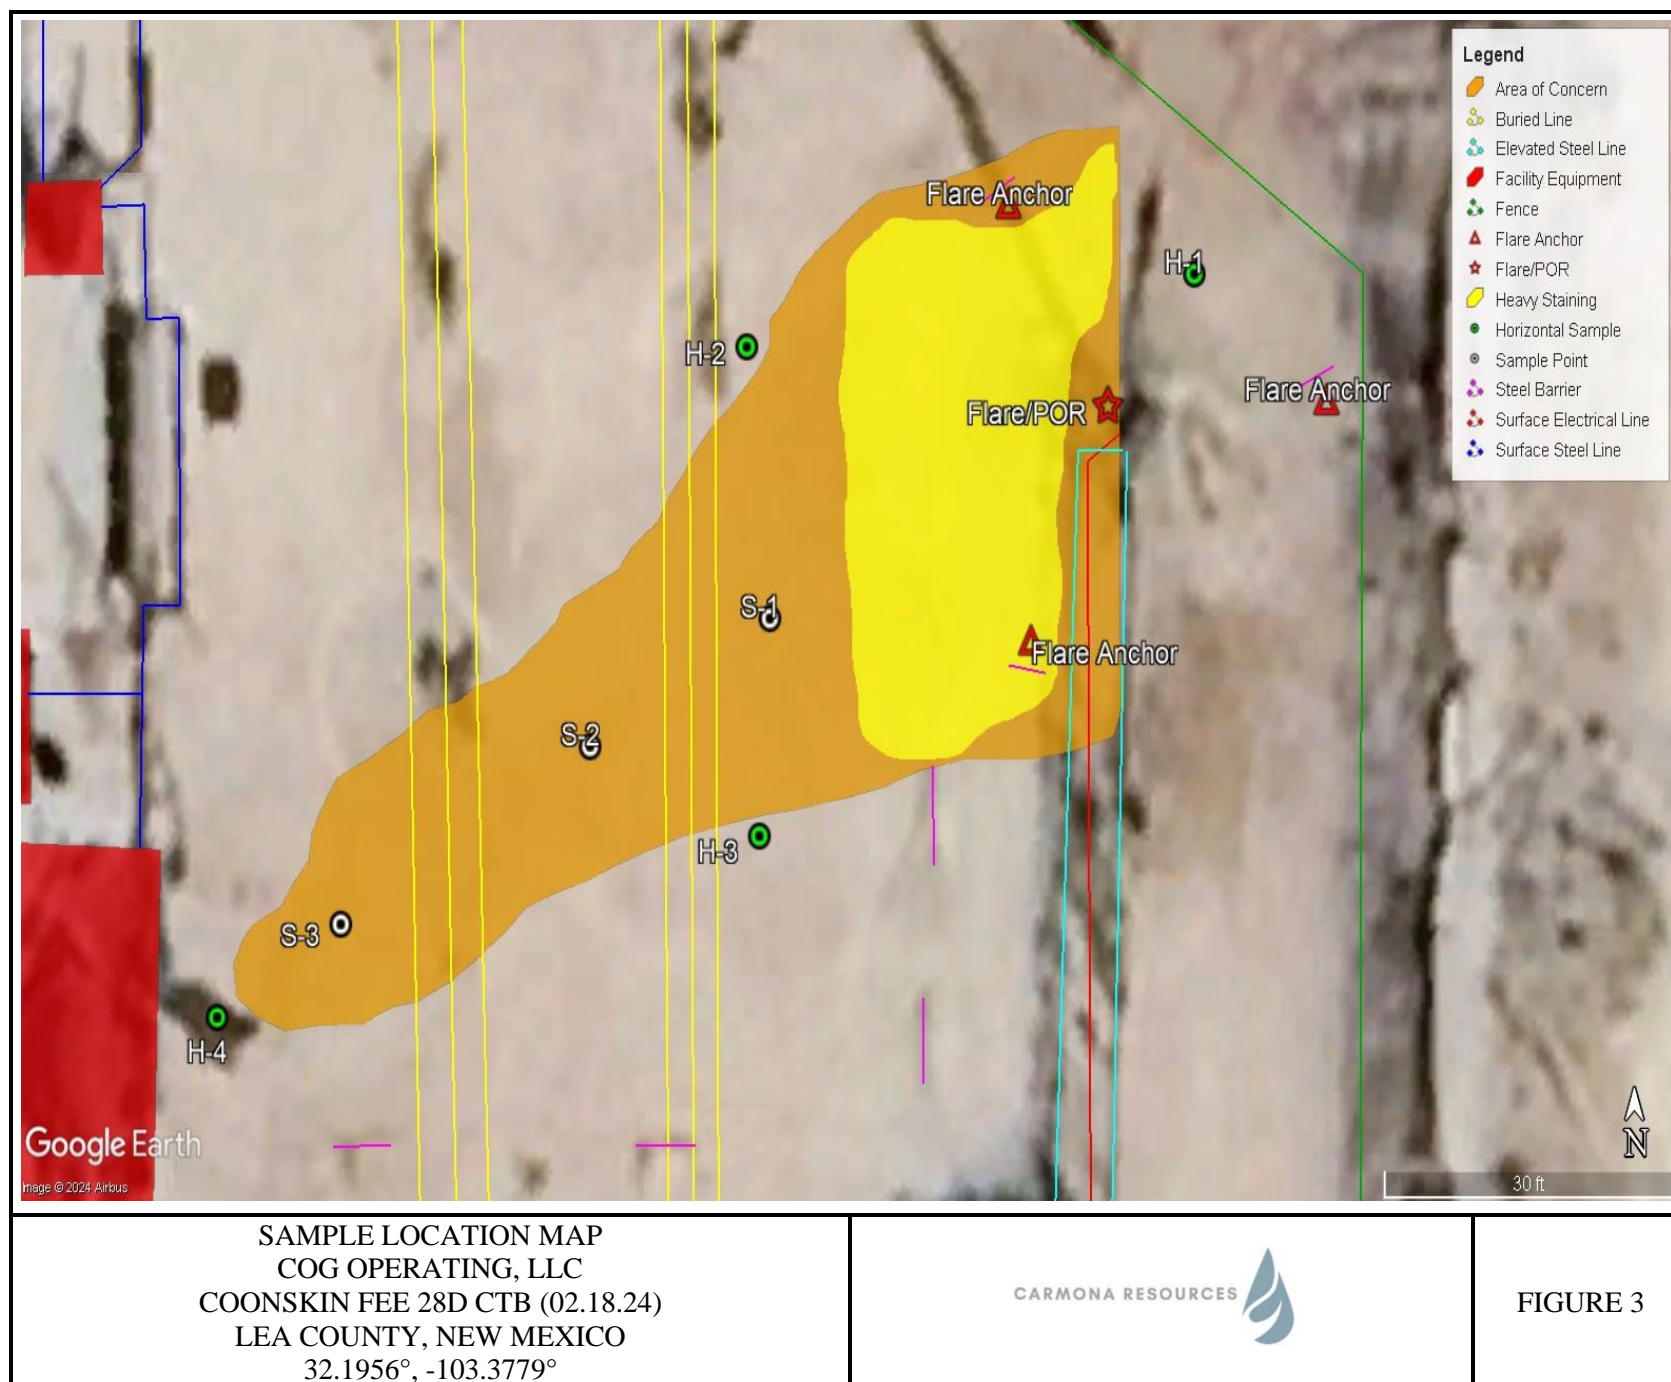 Legend
Area of Concern
Buried Line
Elevated Steel Line
Facility Equipment
Fence
Flare Anchor
Flare/POR
Heavy Staining
Horizontal Sample
Sample Point
Steel Barrier
Surface Electrical Line
Surface Steel Line
Flare Anchor
H-1
H-2
Flare Anchor
Flare/POR
S-1
Flare Anchor
S-2
H-3
S-3
H-4
N
Google Earth
Image © 2024 Airbus
30 ft
SAMPLE LOCATION MAP
COG OPERATING, LLC
COONSKIN FEE 28D CTB (02.18.24)
LEA COUNTY, NEW MEXICO
32.1956°, -103.3779°
CARMONA RESOURCES
FIGURE 3